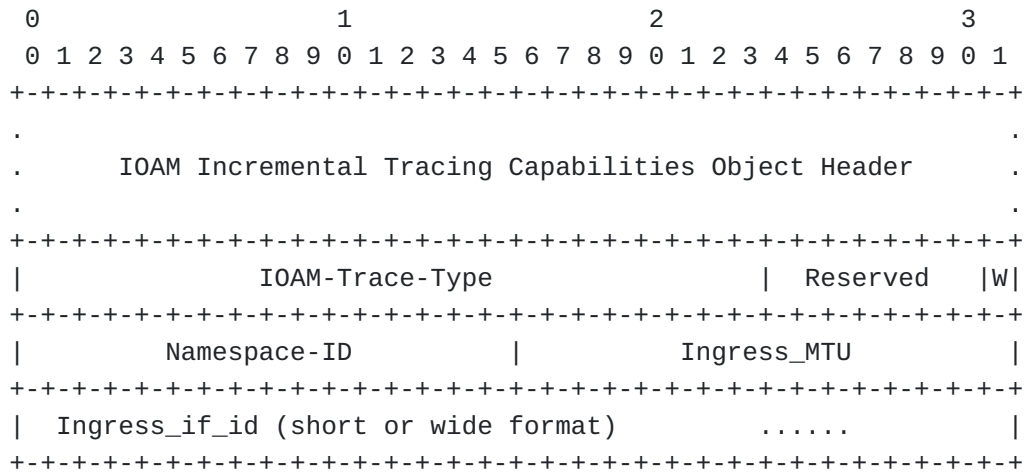 0                   1                   2                   3
 0 1 2 3 4 5 6 7 8 9 0 1 2 3 4 5 6 7 8 9 0 1 2 3 4 5 6 7 8 9 0 1
+-+-+-+-+-+-+-+-+-+-+-+-+-+-+-+-+-+-+-+-+-+-+-+-+-+-+-+-+-+-+-+-+
.                                                               .
.      IOAM Incremental Tracing Capabilities Object Header      .
.                                                               .
+-+-+-+-+-+-+-+-+-+-+-+-+-+-+-+-+-+-+-+-+-+-+-+-+-+-+-+-+-+-+-+-+
|               IOAM-Trace-Type                 |  Reserved   |W|
+-+-+-+-+-+-+-+-+-+-+-+-+-+-+-+-+-+-+-+-+-+-+-+-+-+-+-+-+-+-+-+-+
|         Namespace-ID          |          Ingress_MTU          |
+-+-+-+-+-+-+-+-+-+-+-+-+-+-+-+-+-+-+-+-+-+-+-+-+-+-+-+-+-+-+-+-+
|  Ingress_if_id (short or wide format)         ......          |
+-+-+-+-+-+-+-+-+-+-+-+-+-+-+-+-+-+-+-+-+-+-+-+-+-+-+-+-+-+-+-+-+